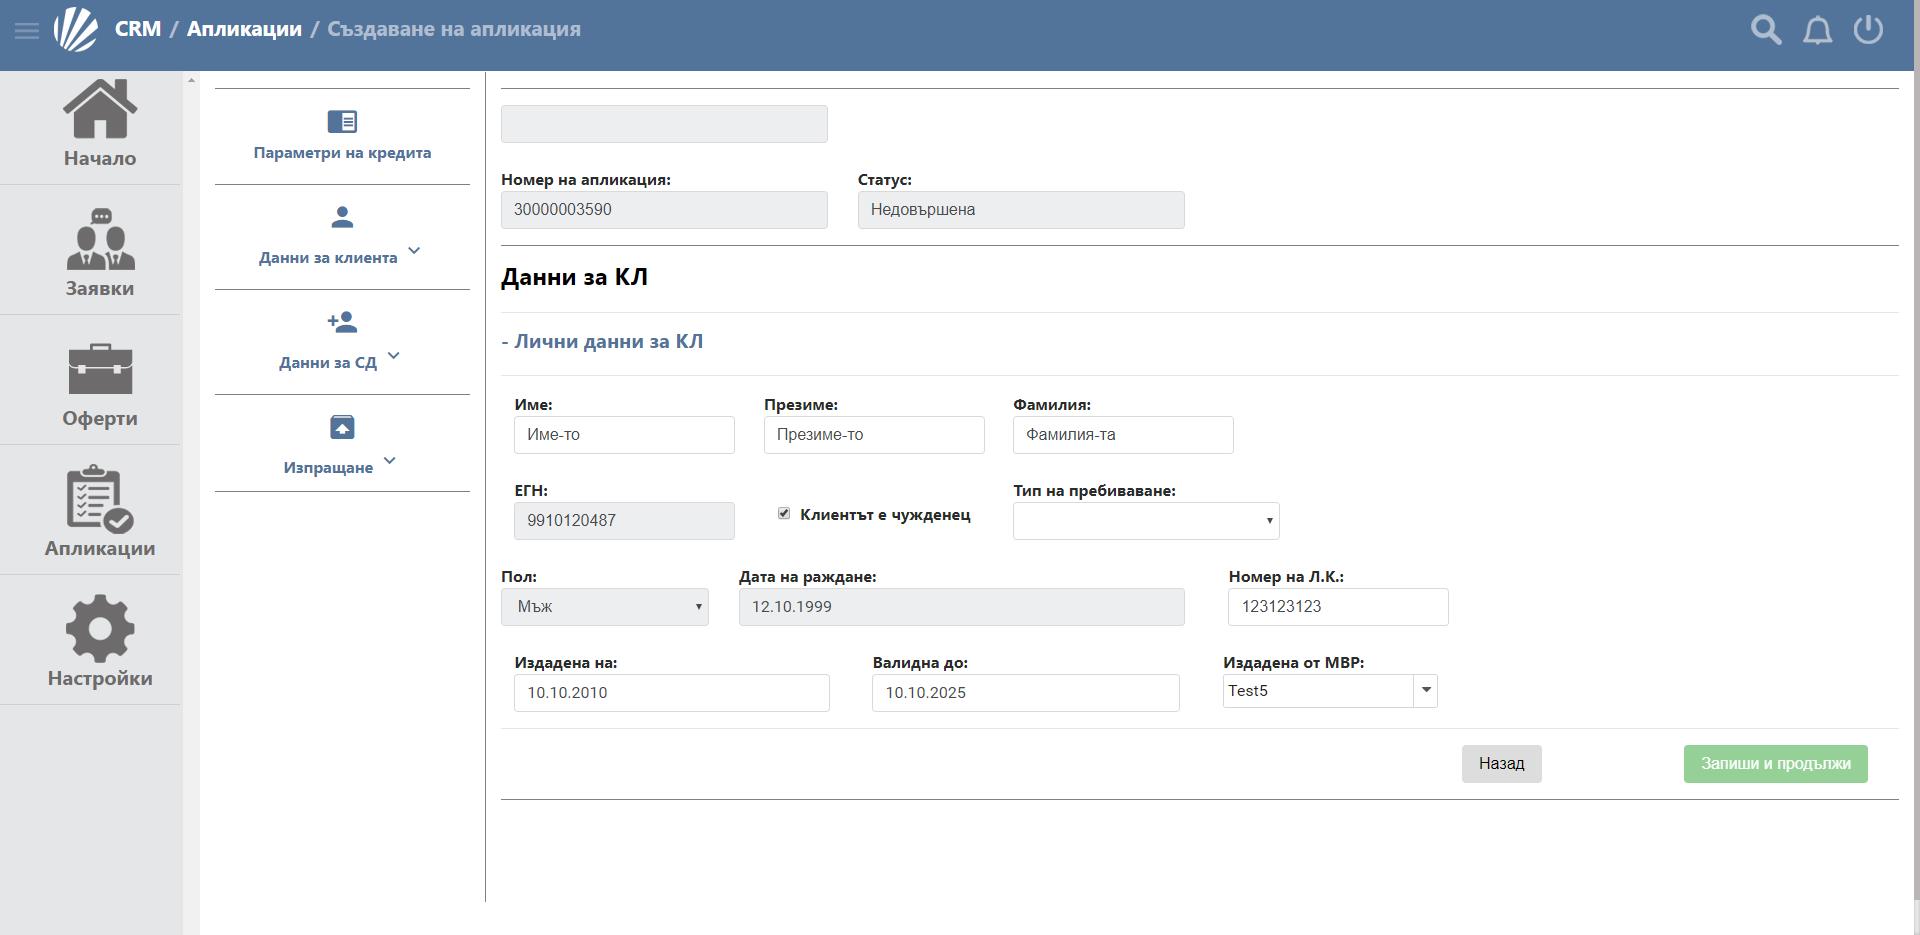 CRM / Апликации / Създаване на апликация
Начало
Заявки
Оферти
Апликации
Настройки
Параметри на кредита
Данни за клиента
Данни за СД
Изпращане
Номер на апликация: Статус:
30000003590 Недовършена
Данни за КЛ
- Лични данни за КЛ
Име: Презиме: Фамилия:
Име-то Презиме-то Фамилия-та
ЕГН: Тип на пребиваване:
9910120487 Клиентът е чужденец
Пол: Дата на раждане: Номер на Л.К.:
Мъж 12.10.1999 123123123
Издадена на: Валидна до: Издадена от МВР:
10.10.2010 10.10.2025 Test5
Назад Запиши и продължи